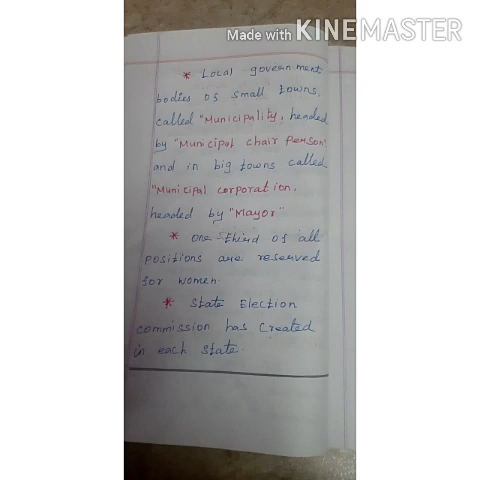 Made with KINEMASTER
* Local government
bodies of small towns,
called "Municipality, headed
by "Municipal chair person"
and in big towns called
"Municipal corporation,
headed by "Mayor"
* one-third of all
positions are reserved
for women.
* State Election
commission has created
in each state.